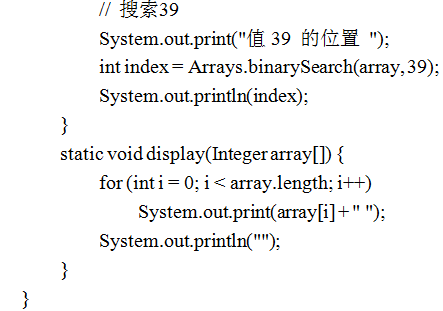 // 搜索39
System.out.print("值 39 的位置 ");
int index = Arrays.binarySearch(array, 39);
System.out.println(index);
}
static void display(Integer array[]) {
for (int i = 0; i < array.length; i++)
System.out.print(array[i] + " ");
System.out.println("");
}
}